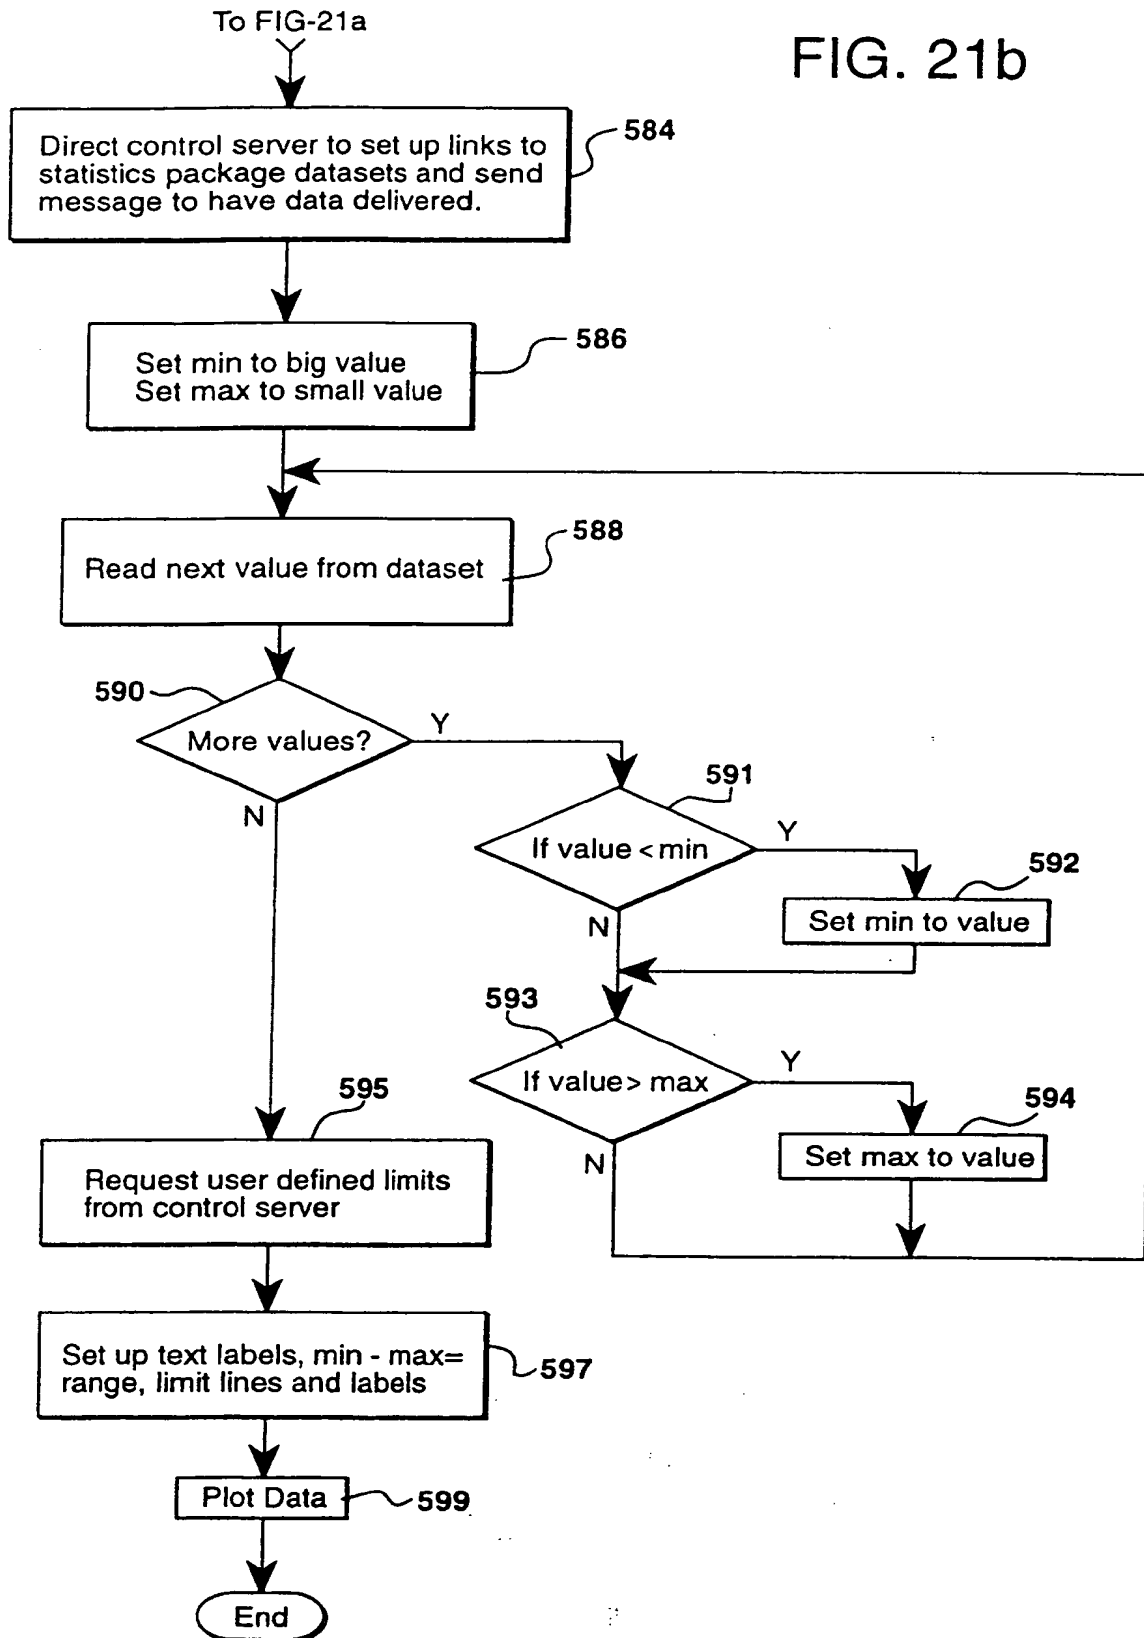 To FIG-21a
FIG. 21b
Direct control server to set up links to
statistics package datasets and send
message to have data delivered.
584
Set min to big value
Set max to small value
586
Read next value from dataset
588
590
More values?
Y
N
591
If value < min
Y
N
592
Set min to value
593
If value > max
Y
N
594
Set max to value
595
Request user defined limits
from control server
Set up text labels, min - max=
range, limit lines and labels
597
Plot Data
599
End